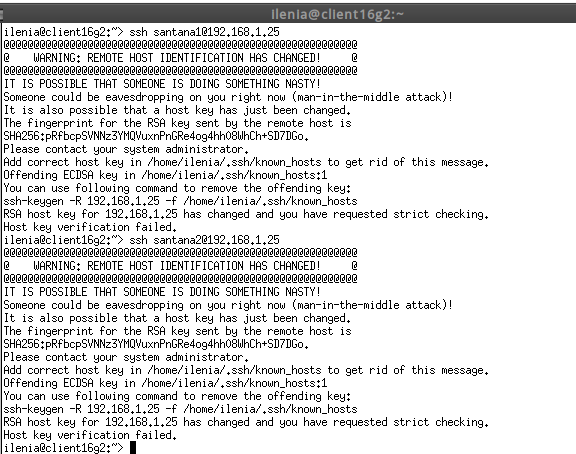 ilenia@client16g2:~
ilenia@client16g2:~> ssh santana1@192.168.1.25
@@@@@@@@@@@@@@@@@@@@@@@@@@@@@@@@@@@@@@@@@@@@@@@@@@@@@@@@@@@
@    WARNING: REMOTE HOST IDENTIFICATION HAS CHANGED!     @
@@@@@@@@@@@@@@@@@@@@@@@@@@@@@@@@@@@@@@@@@@@@@@@@@@@@@@@@@@@
IT IS POSSIBLE THAT SOMEONE IS DOING SOMETHING NASTY!
Someone could be eavesdropping on you right now (man-in-the-middle attack)!
It is also possible that a host key has just been changed.
The fingerprint for the RSA key sent by the remote host is
SHA256:pRfbcpSVNNz3YMQVuxnPnGRe4og4hh08WhCh+SD7DGo.
Please contact your system administrator.
Add correct host key in /home/ilenia/.ssh/known_hosts to get rid of this message.
Offending ECDSA key in /home/ilenia/.ssh/known_hosts:1
You can use following command to remove the offending key:
ssh-keygen -R 192.168.1.25 -f /home/ilenia/.ssh/known_hosts
RSA host key for 192.168.1.25 has changed and you have requested strict checking.
Host key verification failed.
ilenia@client16g2:~> ssh santana2@192.168.1.25
@@@@@@@@@@@@@@@@@@@@@@@@@@@@@@@@@@@@@@@@@@@@@@@@@@@@@@@@@@@
@    WARNING: REMOTE HOST IDENTIFICATION HAS CHANGED!     @
@@@@@@@@@@@@@@@@@@@@@@@@@@@@@@@@@@@@@@@@@@@@@@@@@@@@@@@@@@@
IT IS POSSIBLE THAT SOMEONE IS DOING SOMETHING NASTY!
Someone could be eavesdropping on you right now (man-in-the-middle attack)!
It is also possible that a host key has just been changed.
The fingerprint for the RSA key sent by the remote host is
SHA256:pRfbcpSVNNz3YMQVuxnPnGRe4og4hh08WhCh+SD7DGo.
Please contact your system administrator.
Add correct host key in /home/ilenia/.ssh/known_hosts to get rid of this message.
Offending ECDSA key in /home/ilenia/.ssh/known_hosts:1
You can use following command to remove the offending key:
ssh-keygen -R 192.168.1.25 -f /home/ilenia/.ssh/known_hosts
RSA host key for 192.168.1.25 has changed and you have requested strict checking.
Host key verification failed.
ilenia@client16g2:~>